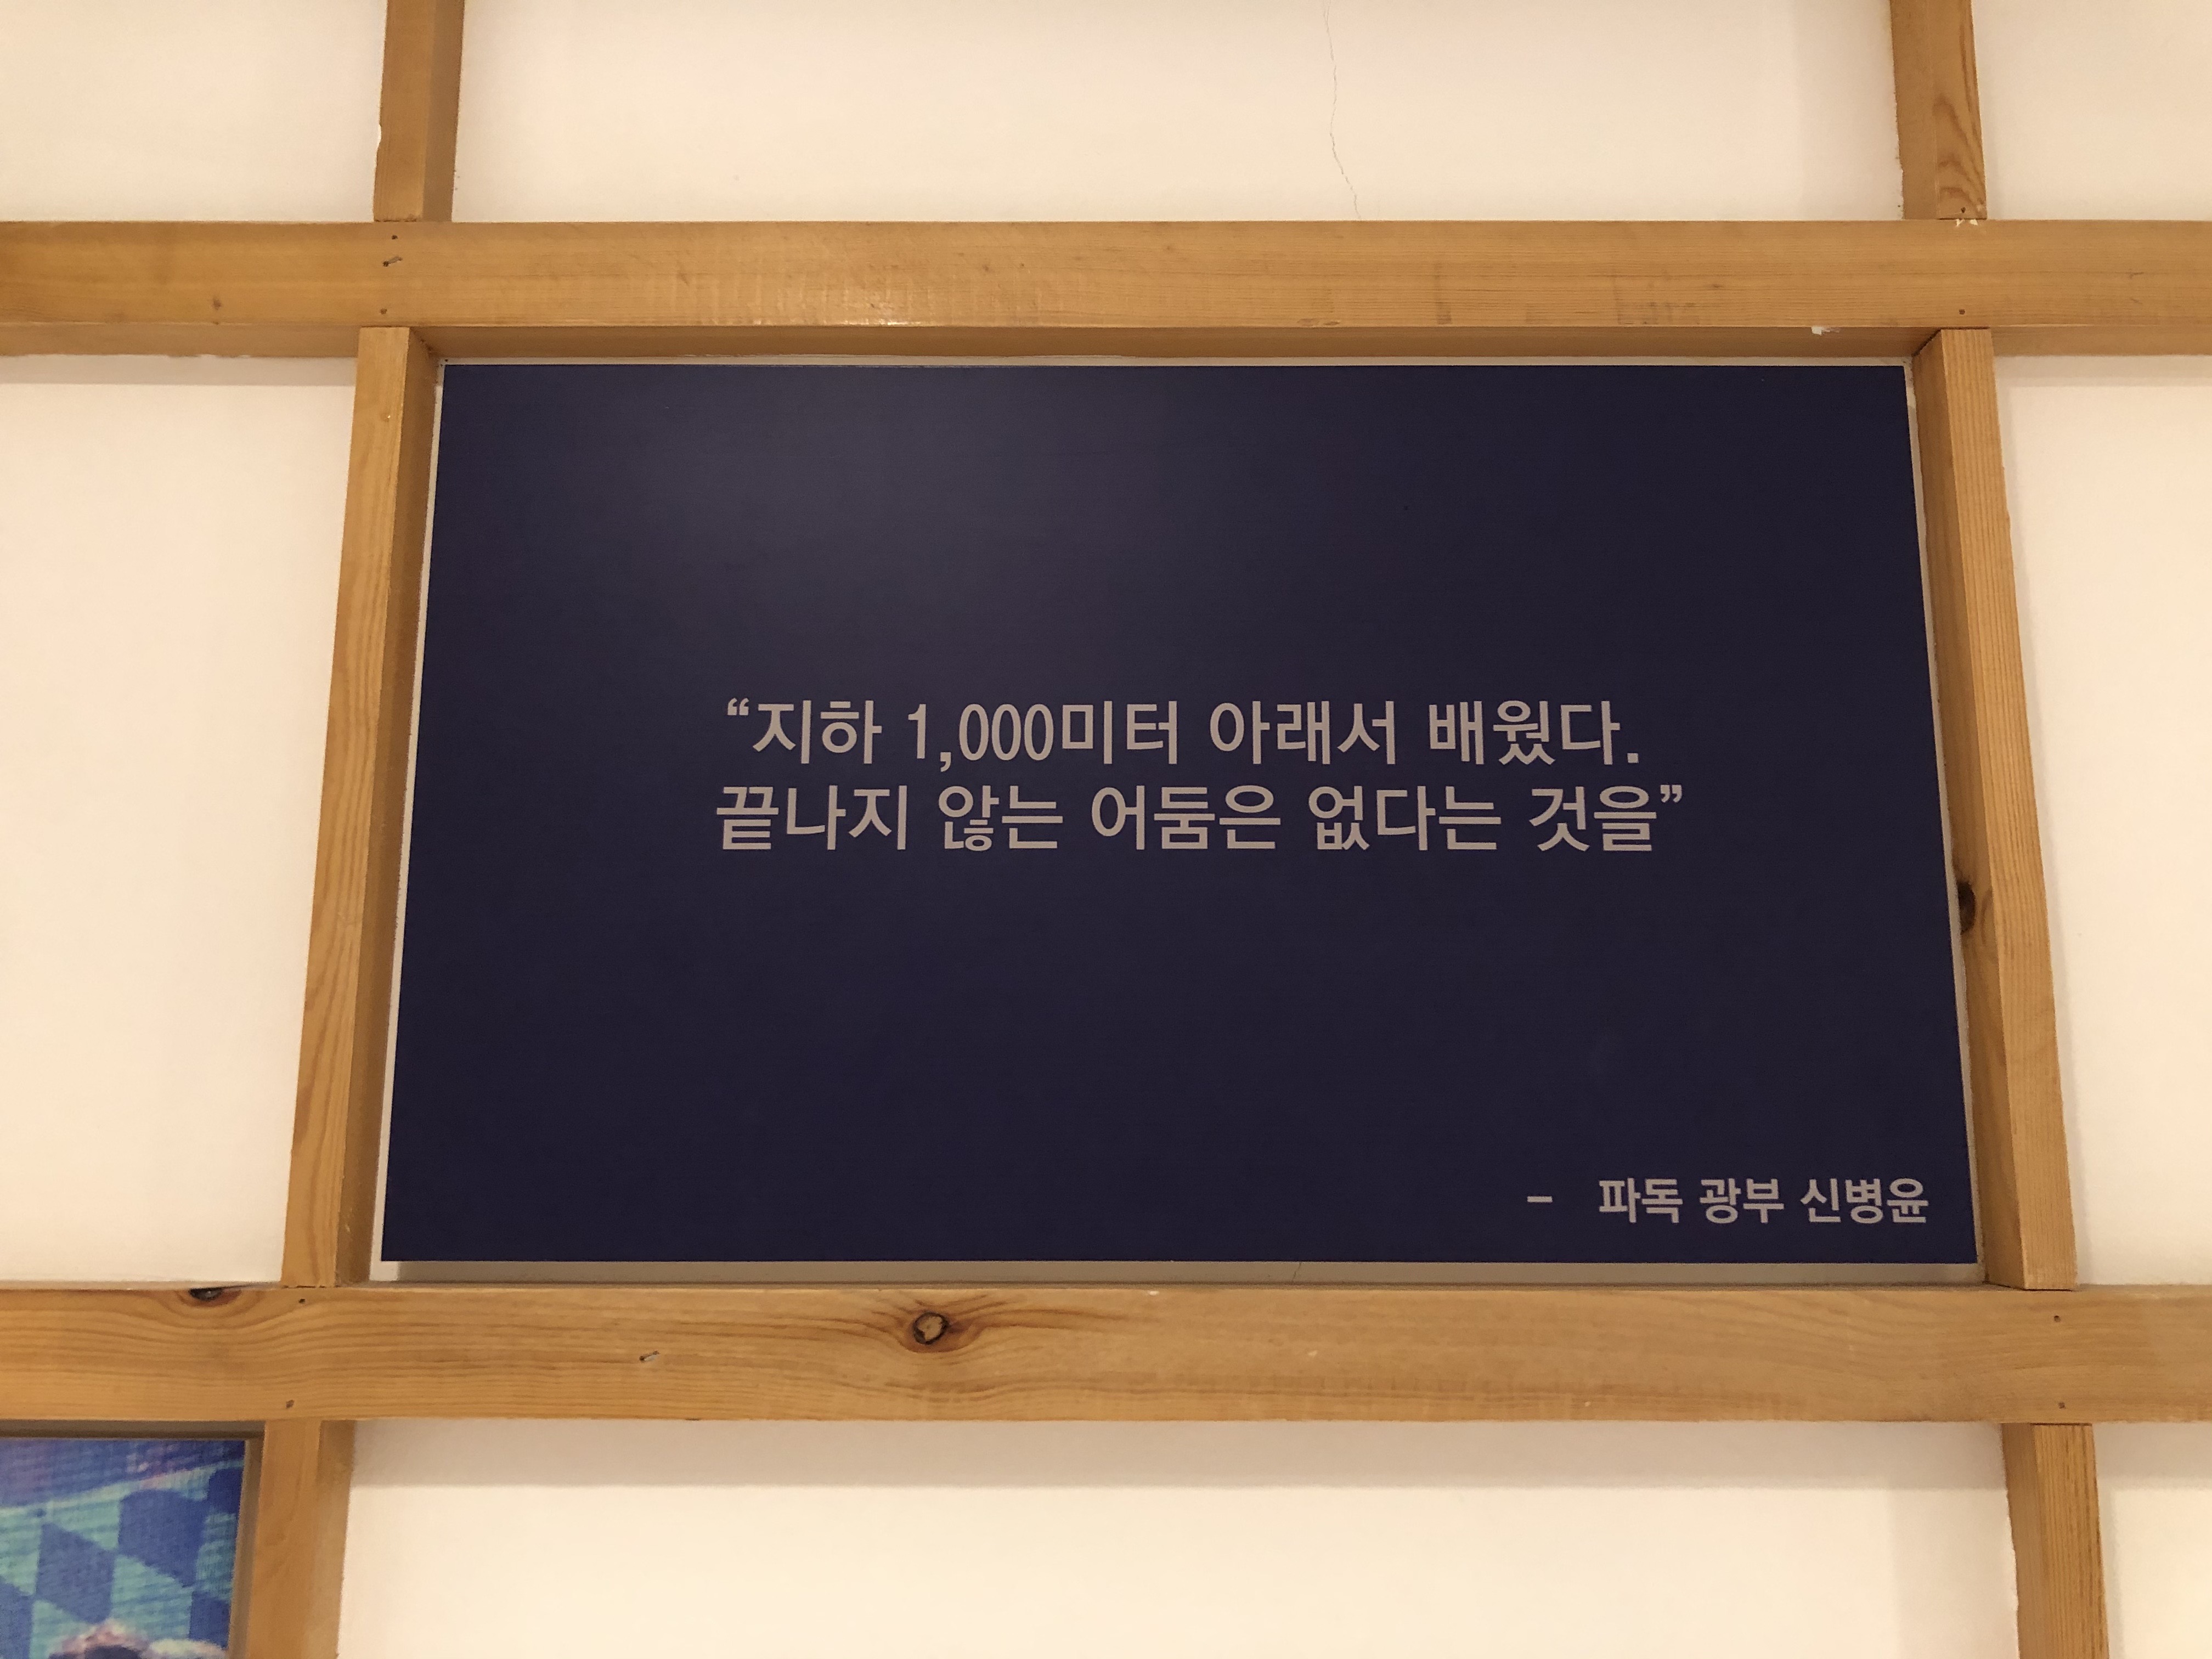 “지하 1,000미터 아래서 배웠다.
끝나지 않는 어둠은 없다는 것을”
- 파독 광부 신병윤